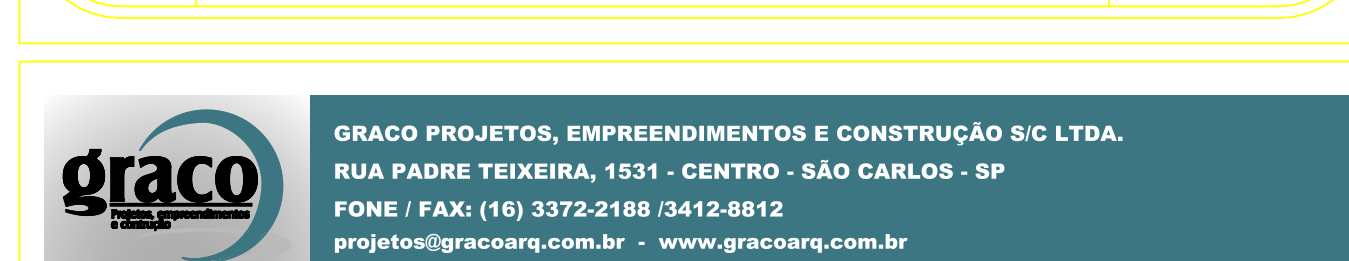 graco
Projetos, empreendimentos
e contrução
GRACO PROJETOS, EMPREENDIMENTOS E CONSTRUÇÃO S/C LTDA.
RUA PADRE TEIXEIRA, 1531 - CENTRO - SÃO CARLOS - SP
FONE / FAX: (16) 3372-2188 /3412-8812
projetos@gracoarq.com.br - www.gracoarq.com.br